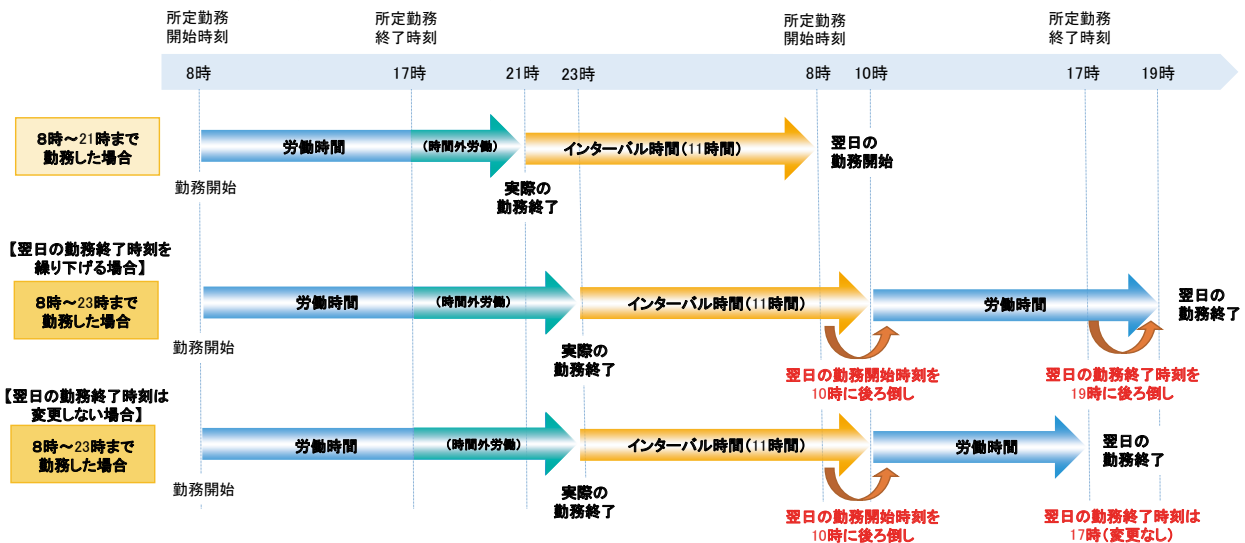 所定勤務
開始時刻
所定勤務
終了時刻
所定勤務
開始時刻
所定勤務
終了時刻
8時
17時
21時
23時
8時
10時
17時
19時
8時～21時まで
勤務した場合
労働時間
(時間外労働)
インターバル時間(11時間)
翌日の
勤務開始
勤務開始
実際の
勤務終了
【翌日の勤務終了時刻を
繰り下げる場合】
8時～23時まで
勤務した場合
労働時間
(時間外労働)
インターバル時間(11時間)
労働時間
翌日の
勤務終了
勤務開始
実際の
勤務終了
翌日の勤務開始時刻を
10時に後ろ倒し
翌日の勤務終了時刻を
19時に後ろ倒し
【翌日の勤務終了時刻は
変更しない場合】
8時～23時まで
勤務した場合
労働時間
(時間外労働)
インターバル時間(11時間)
労働時間
翌日の
勤務終了
勤務開始
実際の
勤務終了
翌日の勤務開始時刻を
10時に後ろ倒し
翌日の勤務終了時刻は
17時(変更なし)